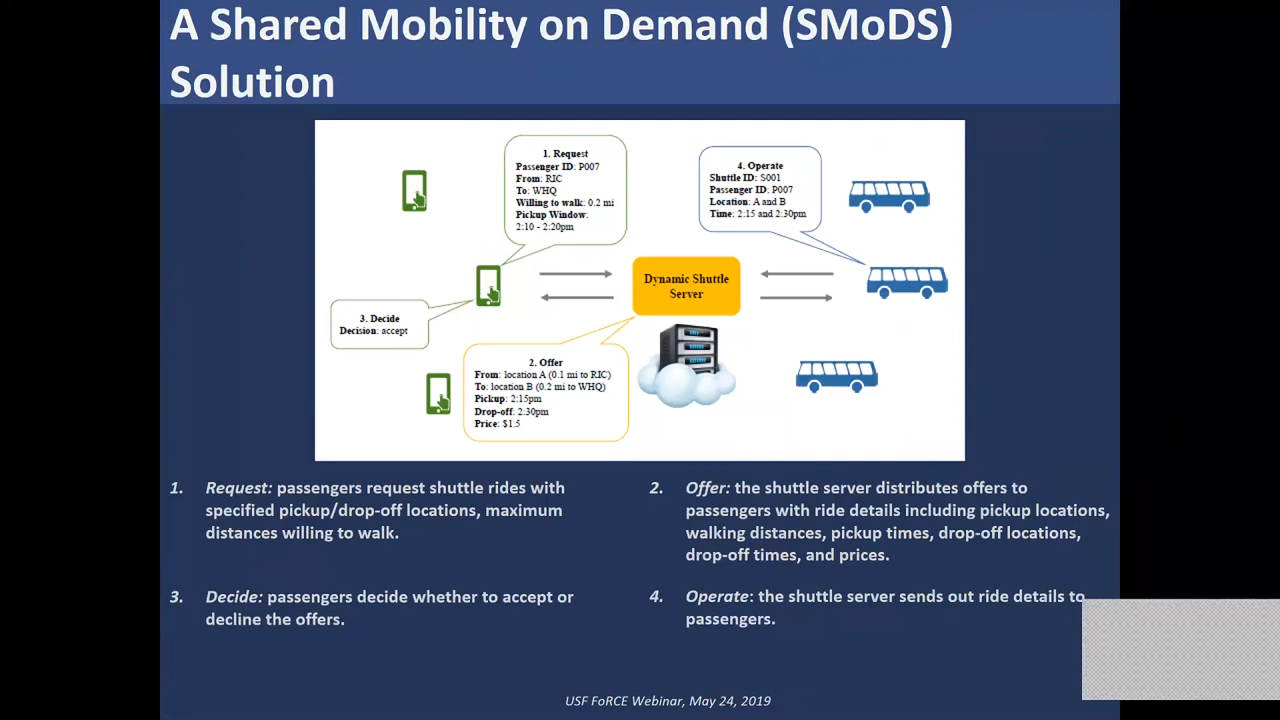 A Shared Mobility on Demand (SMoDS)
Solution
1. Request
Passenger ID: P007
From: RIC
To: WHQ
Willing to walk: 0.2 mi
Pickup Window:
2:10 - 2:20pm
4. Operate
Shuttle ID: S001
Passenger ID: P007
Location: A and B
Time: 2:15 and 2:30pm
Dynamic Shuttle
Server
3. Decide
Decision: accept
2. Offer
From: location A (0.1 mi to RIC)
To: location B (0.2 mi to WHQ)
Pickup: 2:15pm
Drop-off: 2:30pm
Price: $1.5
1. Request: passengers request shuttle rides with
specified pickup/drop-off locations, maximum
distances willing to walk.
2. Offer: the shuttle server distributes offers to
passengers with ride details including pickup locations,
walking distances, pickup times, drop-off locations,
drop-off times, and prices.
3. Decide: passengers decide whether to accept or
decline the offers.
4. Operate: the shuttle server sends out ride details to
passengers.
USF FoRCE Webinar, May 24, 2019